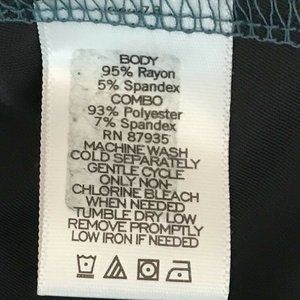 BODY
95% Rayon
5% Spandex
COMBO
93% Polyester
7% Spandex
RN 87935
MACHINE WASH
COLD SEPARATELY
GENTLE CYCLE
ONLY NON-
CHLORINE BLEACH
WHEN NEEDED
TUMBLE DRY LOW
REMOVE PROMPTLY
LOW IRON IF NEEDED